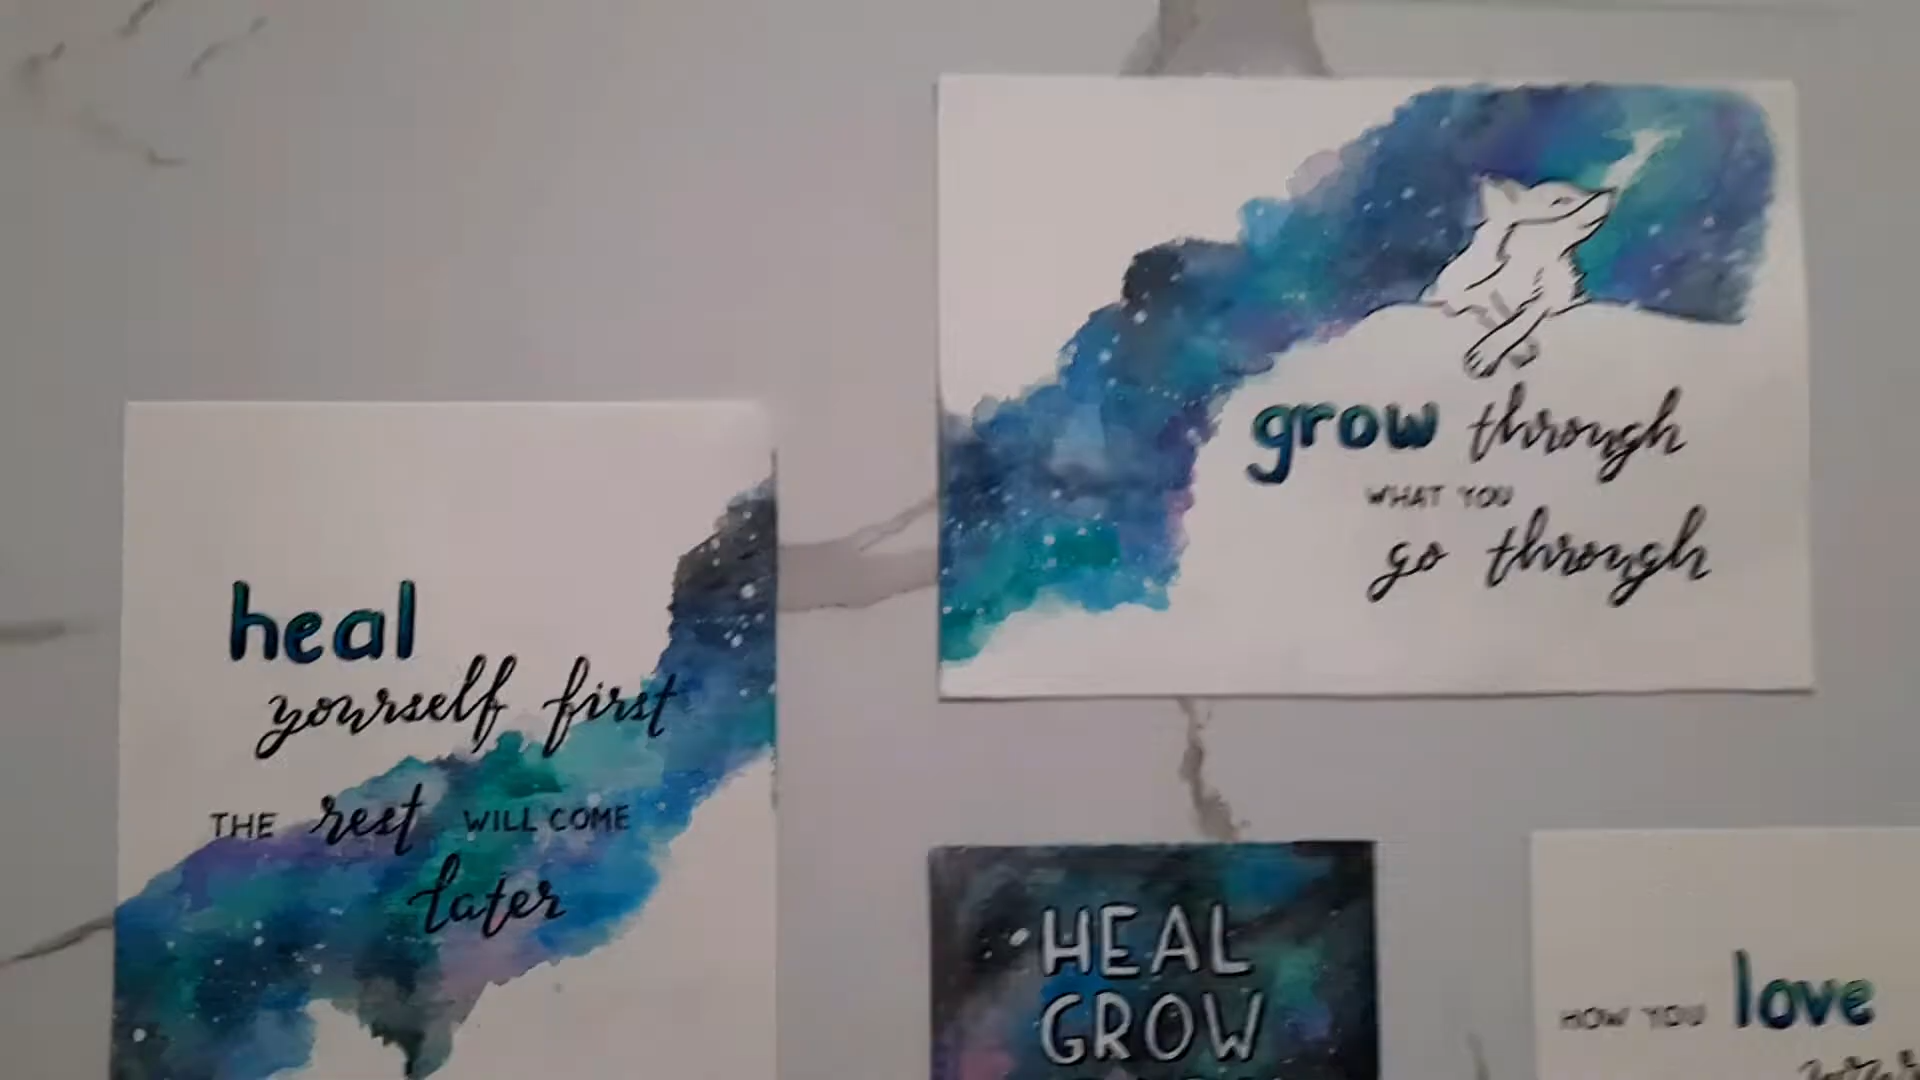 heal
yourself first
THE rest WILL COME
later
grow through
WHAT YOU
go through
HEAL
GROW
HOW YOU love